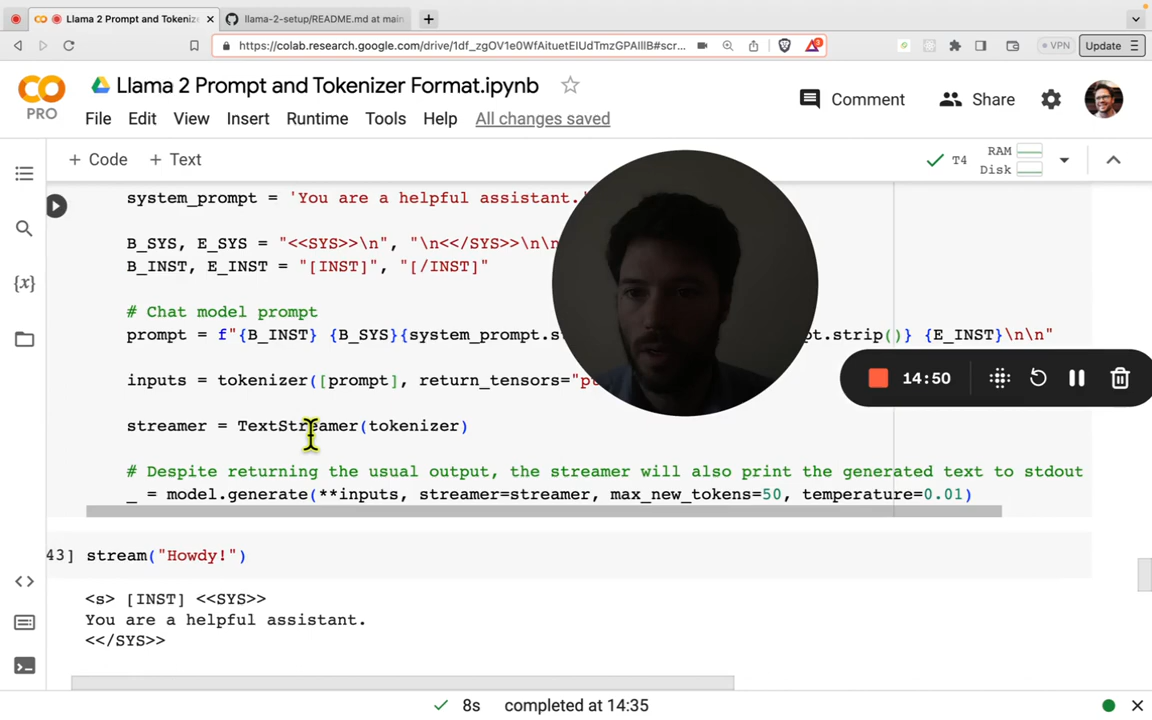 Llama 2 Prompt and Tokenize
llama-2-setup/README.md at main
https://colab.research.google.com/drive/1df_zgOV1e0WfAituetEIUdTmzGPAIllB#scr...
VPN
Update
Llama 2 Prompt and Tokenizer Format.ipynb
PRO
File Edit View Insert Runtime Tools Help All changes saved
Comment Share
+ Code + Text
T4 RAM
Disk
system_prompt = 'You are a helpful assistant.'
B_SYS, E_SYS = "<<SYS>>\n", "\n<</SYS>>\n\n
B_INST, E_INST = "[INST]", "[/INST]"
# Chat model prompt
prompt = f"{B_INST} {B_SYS}{system_prompt.s pt.strip()} {E_INST}\n\n"
inputs = tokenizer([prompt], return_tensors="p
14:50
streamer = TextStreamer(tokenizer)
# Despite returning the usual output, the streamer will also print the generated text to stdout
_ = model.generate(**inputs, streamer=streamer, max_new_tokens=50, temperature=0.01)
43] stream("Howdy!")
<s> [INST] <<SYS>>
You are a helpful assistant.
<</SYS>>
8s completed at 14:35